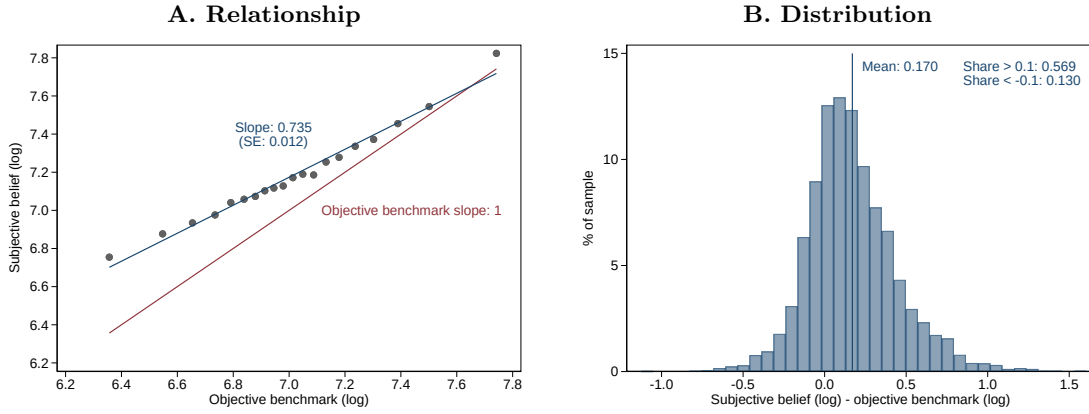 A. Relationship
7.8
7.6
7.4
7.2
7.0
6.8
6.6
6.4
6.2
Subjective belief (log)
Slope: 0.735
(SE: 0.012)
Objective benchmark slope: 1
6.2 6.4 6.6 6.8 7.0 7.2 7.4 7.6 7.8
Objective benchmark (log)
B. Distribution
15
10
5
0
% of sample
Mean: 0.170
Share > 0.1: 0.569
Share < -0.1: 0.130
-1.0 -0.5 0.0 0.5 1.0 1.5
Subjective belief (log) - objective benchmark (log)